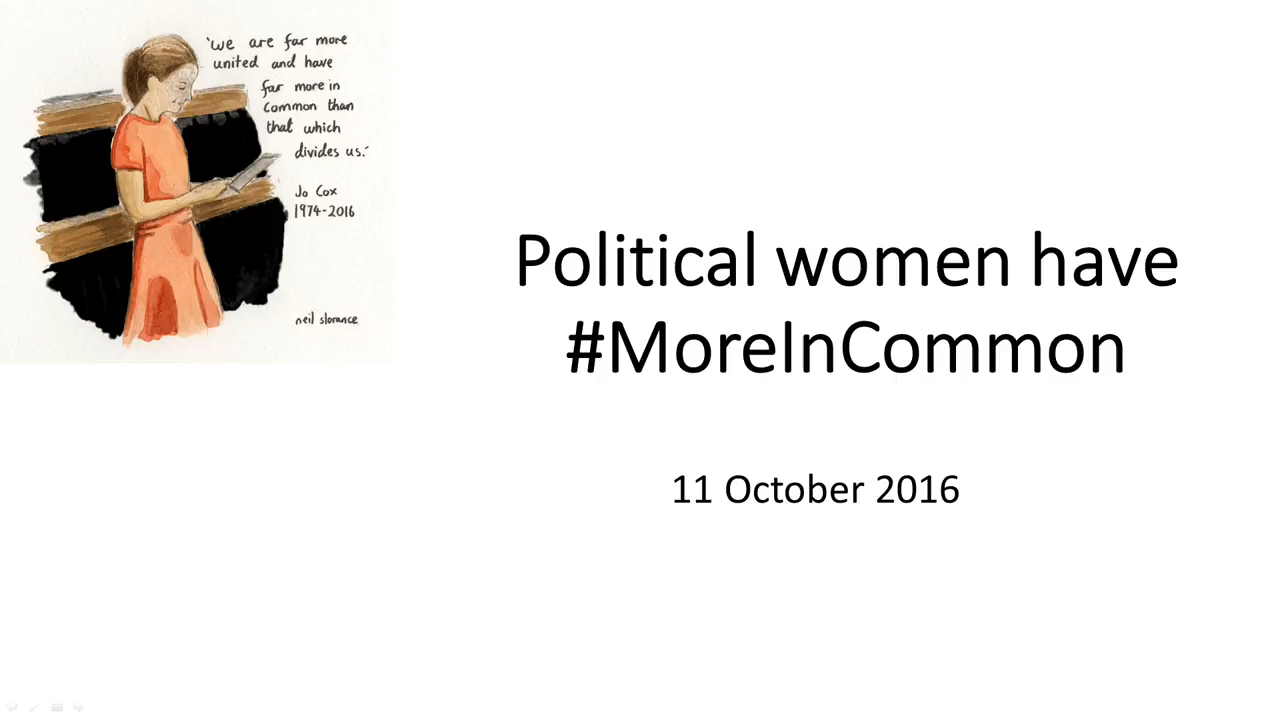 'we are far more
united and have
far more in
common than
that which
divides us.'
Jo Cox
1974-2016
neil slorance
Political women have
#MoreInCommon
11 October 2016